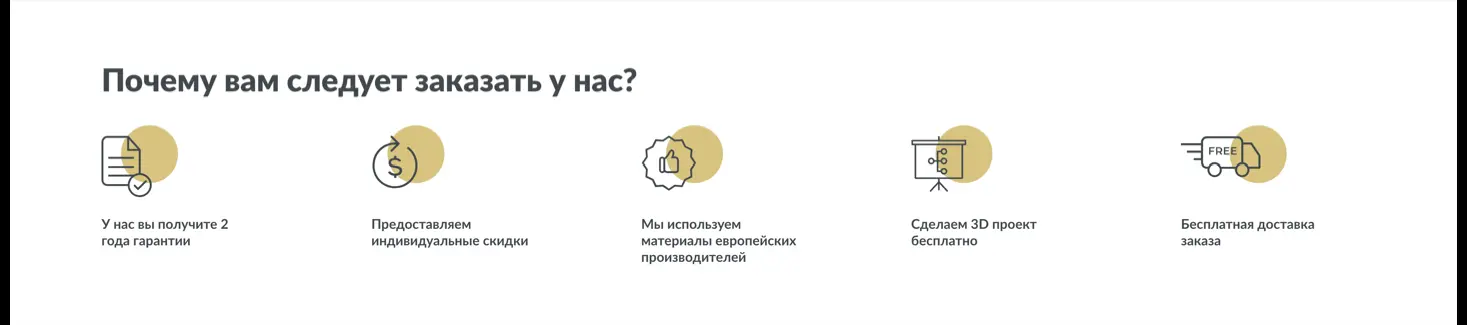 Почему вам следует заказать у нас?
FREE
У нас вы получите 2
года гарантии
Предоставляем
индивидуальные скидки
Мы используем
материалы европейских
производителей
Сделаем 3D проект
бесплатно
Бесплатная доставка
заказа